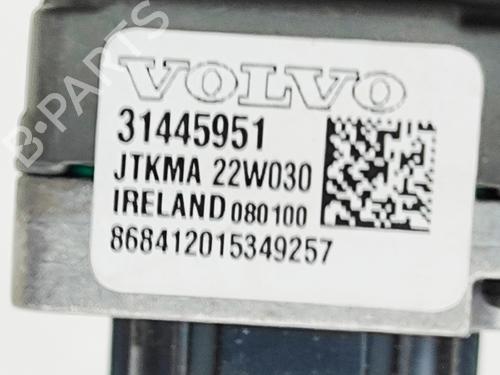 VOLVO
31445951
JTKMA 22W030
IRELAND 080100
868412015349257
B-PARTS